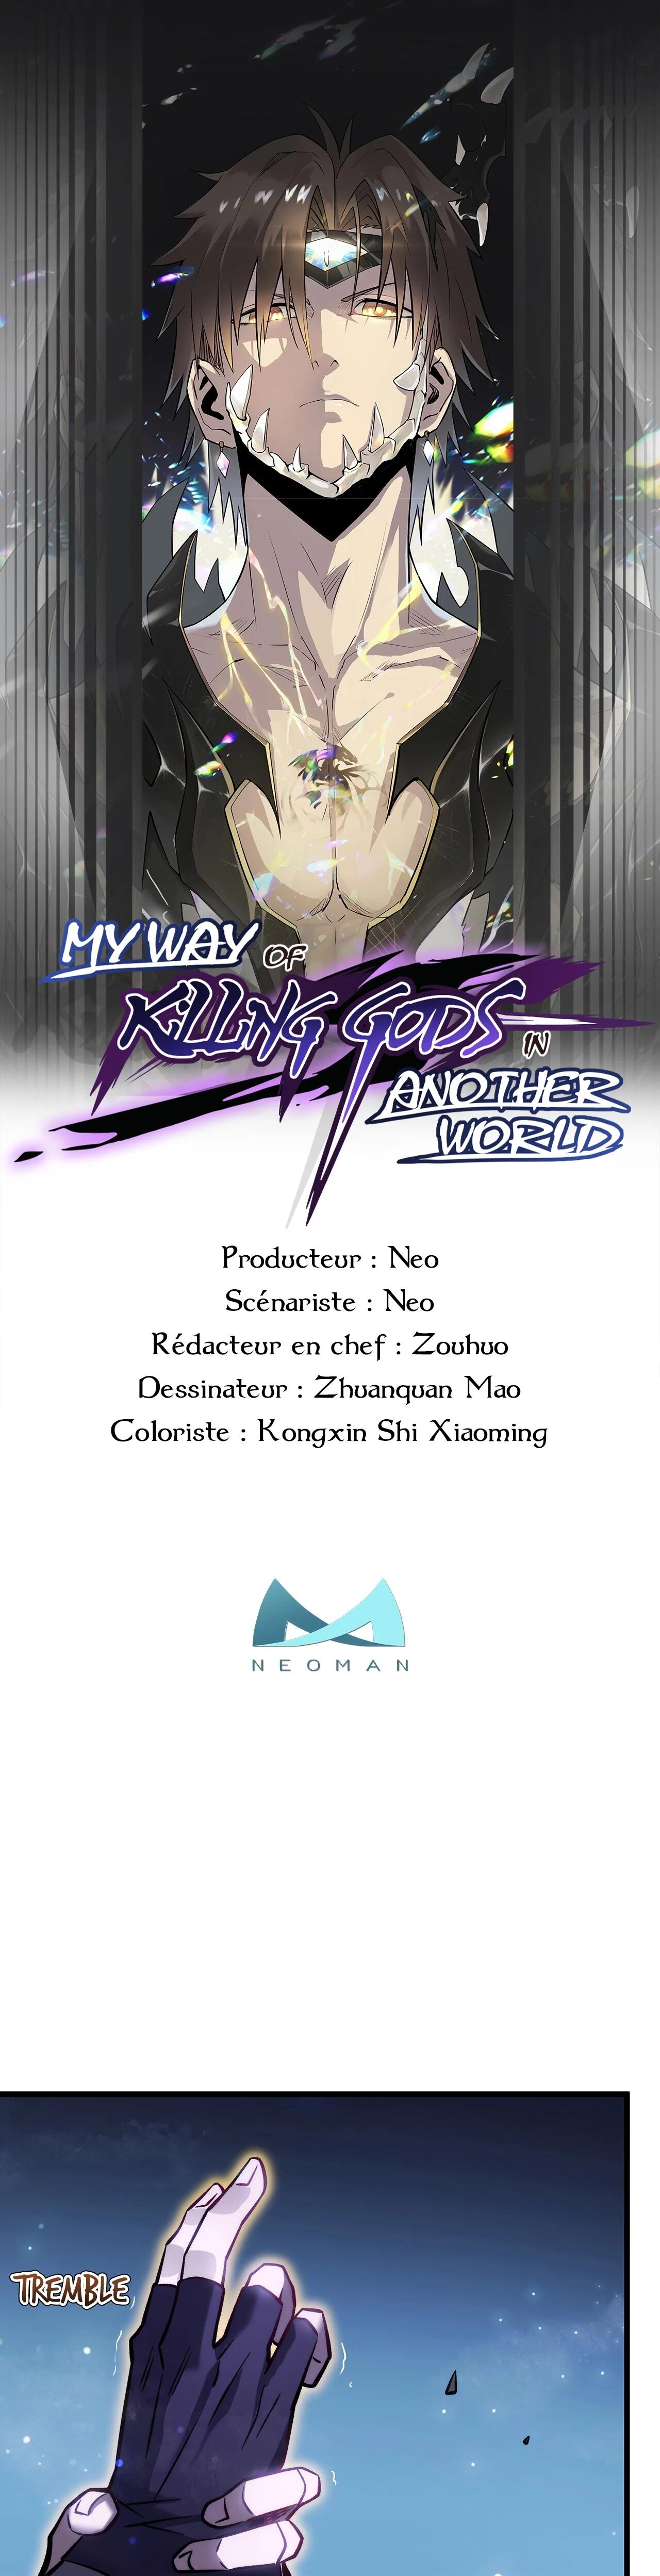 MY WAY OF
KILLING GODS IN
ANOTHER
WORLD
Producteur : Neo
Scénariste : Neo
Rédacteur en chef : Zouhuo
Dessinateur : Zhuanquan Mao
Coloriste : Kongxin Shi Xiaoming
NEOMAN
TREMBLE